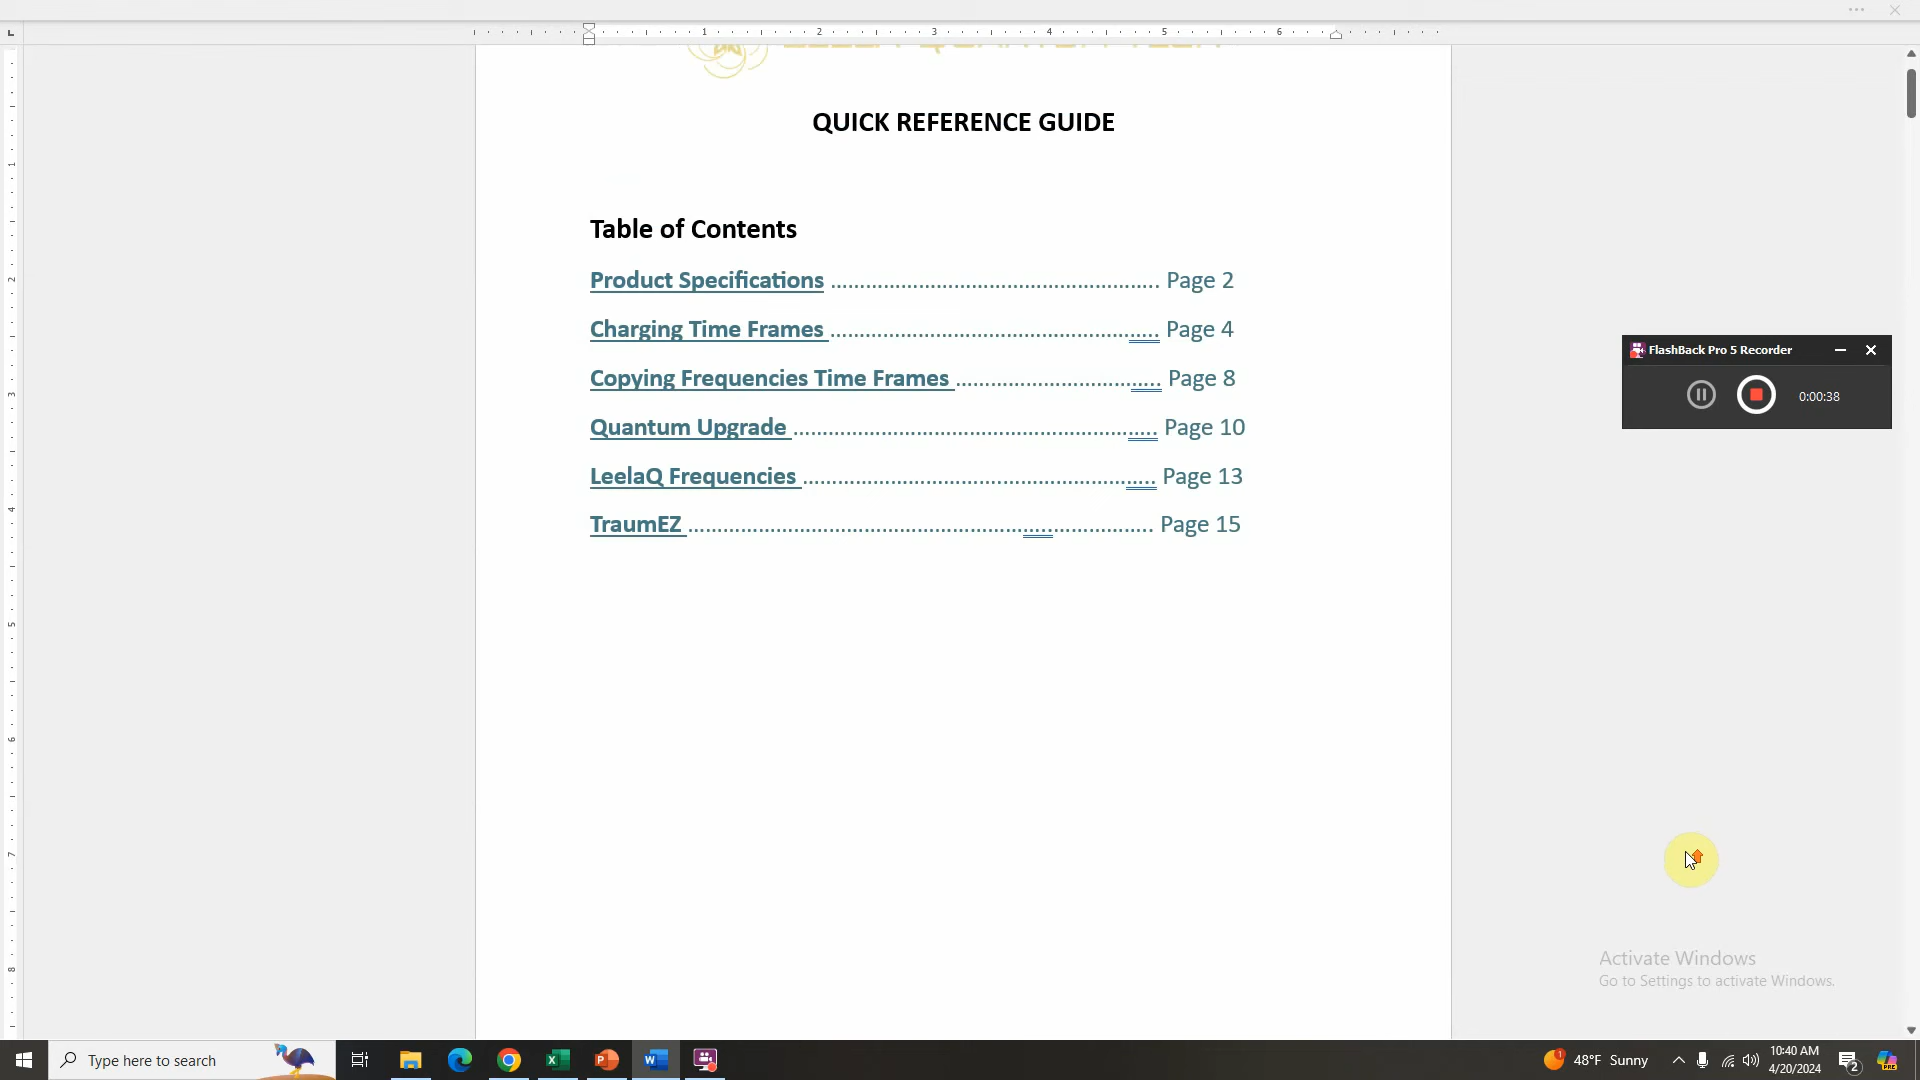 QUICK REFERENCE GUIDE
Table of Contents
Product Specifications ........................................................ Page 2
Charging Time Frames ........................................................ Page 4
Copying Frequencies Time Frames ................................... Page 8
Quantum Upgrade .............................................................. Page 10
LeelaQ Frequencies ............................................................ Page 13
TraumEZ ............................................................................... Page 15
FlashBack Pro 5 Recorder
0:00:38
Activate Windows
Go to Settings to activate Windows.
Type here to search
48°F Sunny
10:40 AM
4/20/2024